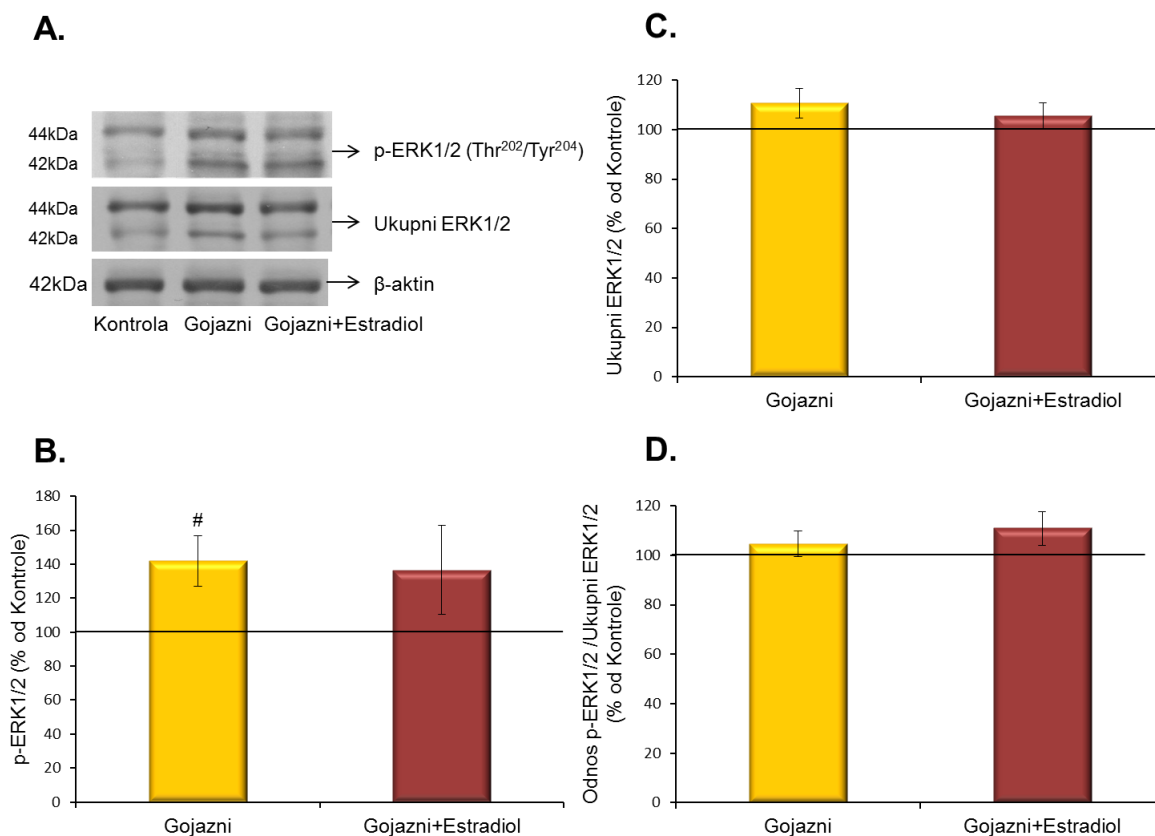 A.
44kDa
42kDa
p-ERK1/2 (Thr²⁰²/Tyr²⁰⁴)
44kDa
42kDa
Ukupni ERK1/2
42kDa
β-aktin
Kontrola Gojazni Gojazni+Estradiol
B.
p-ERK1/2 (% od Kontrole)
180
160
140
120
100
80
60
40
20
0
#
Gojazni Gojazni+Estradiol
C.
Ukupni ERK1/2 (% od Kontrole)
120
100
80
60
40
20
0
Gojazni Gojazni+Estradiol
D.
Odnos p-ERK1/2 /Ukupni ERK1/2
(% od Kontrole)
120
100
80
60
40
20
0
Gojazni Gojazni+Estradiol